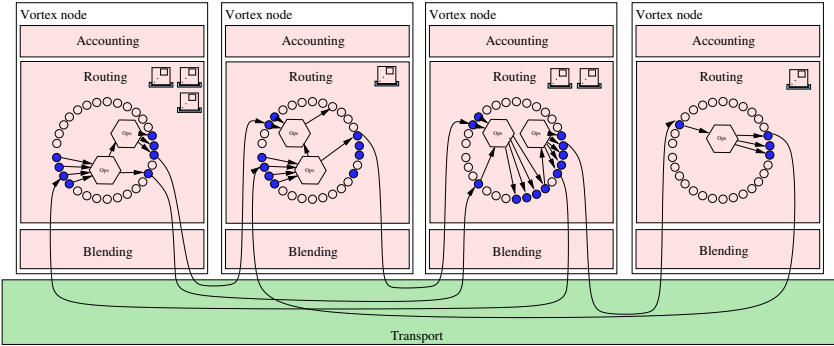 Vortex node
Accounting
Routing
Ops
Ops
Blending
Vortex node
Accounting
Routing
Ops
Ops
Blending
Vortex node
Accounting
Routing
Ops
Ops
Blending
Vortex node
Accounting
Routing
Ops
Blending
Transport